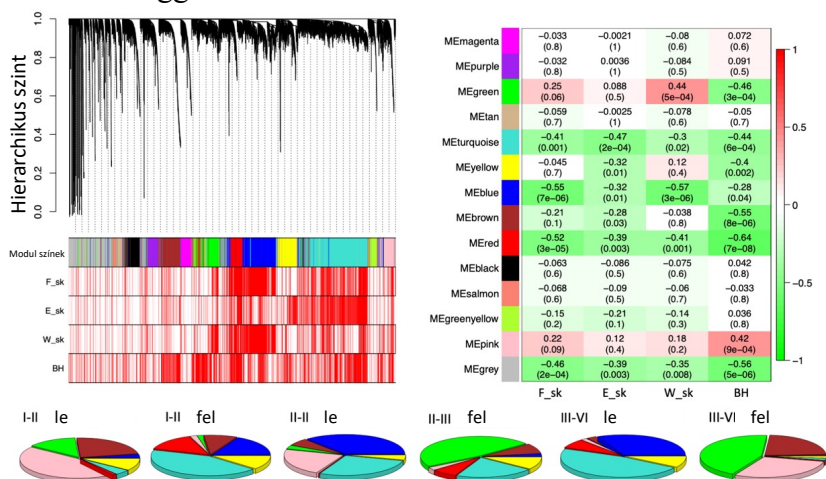 Hierarchikus szint
1.0
0.8
0.6
0.4
0.2
0.0
Modul színek
F_sk
E_sk
W_sk
BH
MEmagenta −0.033 −0.0021 −0.08 0.072
(0.8) (1) (0.6) (0.6)
MEpurple −0.032 0.0036 −0.084 0.091
(0.8) (1) (0.5) (0.5)
MEgreen 0.25 0.088 0.44 −0.46
(0.06) (0.5) (5e−04) (3e−04)
MEtan −0.059 −0.0025 −0.078 −0.05
(0.7) (1) (0.6) (0.7)
MEturquoise −0.41 −0.47 −0.3 −0.44
(0.001) (2e−04) (0.02) (6e−04)
MEyellow −0.045 −0.32 0.12 −0.4
(0.7) (0.01) (0.4) (0.002)
MEblue −0.55 −0.32 −0.57 −0.28
(7e−06) (0.01) (3e−06) (0.04)
MEbrown −0.21 −0.28 −0.038 −0.55
(0.1) (0.03) (0.8) (8e−06)
MEred −0.52 −0.39 −0.41 −0.64
(3e−05) (0.003) (0.001) (7e−08)
MEblack −0.063 −0.086 −0.075 0.042
(0.6) (0.5) (0.6) (0.8)
MEsalmon −0.068 −0.09 −0.06 −0.033
(0.6) (0.5) (0.7) (0.8)
MEgreenyellow −0.15 −0.21 −0.14 0.036
(0.2) (0.1) (0.3) (0.8)
MEpink 0.22 0.12 0.18 0.42
(0.09) (0.4) (0.2) (9e−04)
MEgrey −0.46 −0.39 −0.35 −0.56
(2e−04) (0.003) (0.008) (5e−06)
F_sk E_sk W_sk BH
1
0.5
0
−0.5
−1
I-II le I-II fel II-II le II-III fel III-VI le III-VI fel